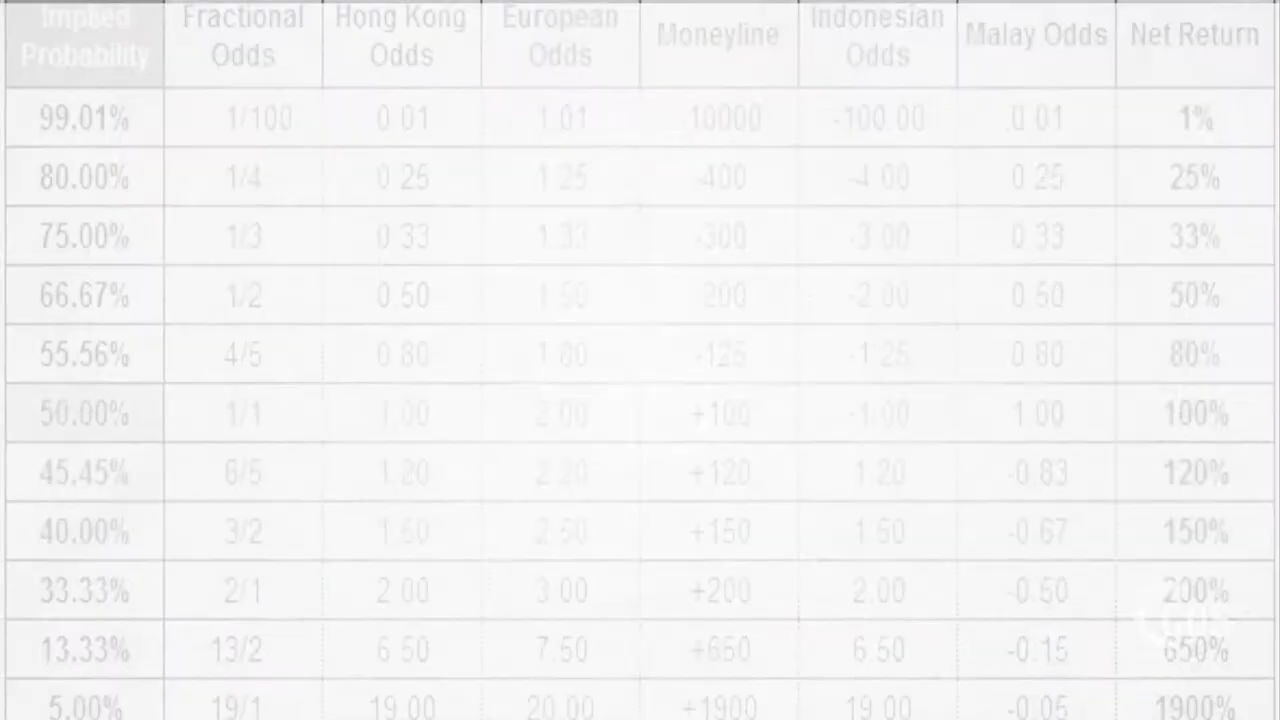 Implied Probability Fractional Odds Hong Kong Odds European Odds Moneyline Indonesian Odds Malay Odds Net Return
99.01% 1/100 0.01 1.01 -10000 -100.00 0.01 1%
80.00% 1/4 0.25 1.25 -400 -4.00 0.25 25%
75.00% 1/3 0.33 1.33 -300 -3.00 0.33 33%
66.67% 1/2 0.50 1.50 -200 -2.00 0.50 50%
55.56% 4/5 0.80 1.80 -125 -1.25 0.80 80%
50.00% 1/1 1.00 2.00 +100 -1.00 1.00 100%
45.45% 6/5 1.20 2.20 +120 1.20 -0.83 120%
40.00% 3/2 1.50 2.50 +150 1.50 -0.67 150%
33.33% 2/1 2.00 3.00 +200 2.00 -0.50 200%
13.33% 13/2 6.50 7.50 +650 6.50 -0.15 650%
5.00% 19/1 19.00 20.00 +1900 19.00 -0.05 1900%